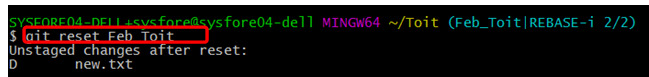 SYSFORE04-DELL+sysfore@sysfore04-dell MINGW64 ~/Toit (Feb_Toit|REBASE-i 2/2)
$ git reset Feb_Toit
Unstaged changes after reset:
D new.txt